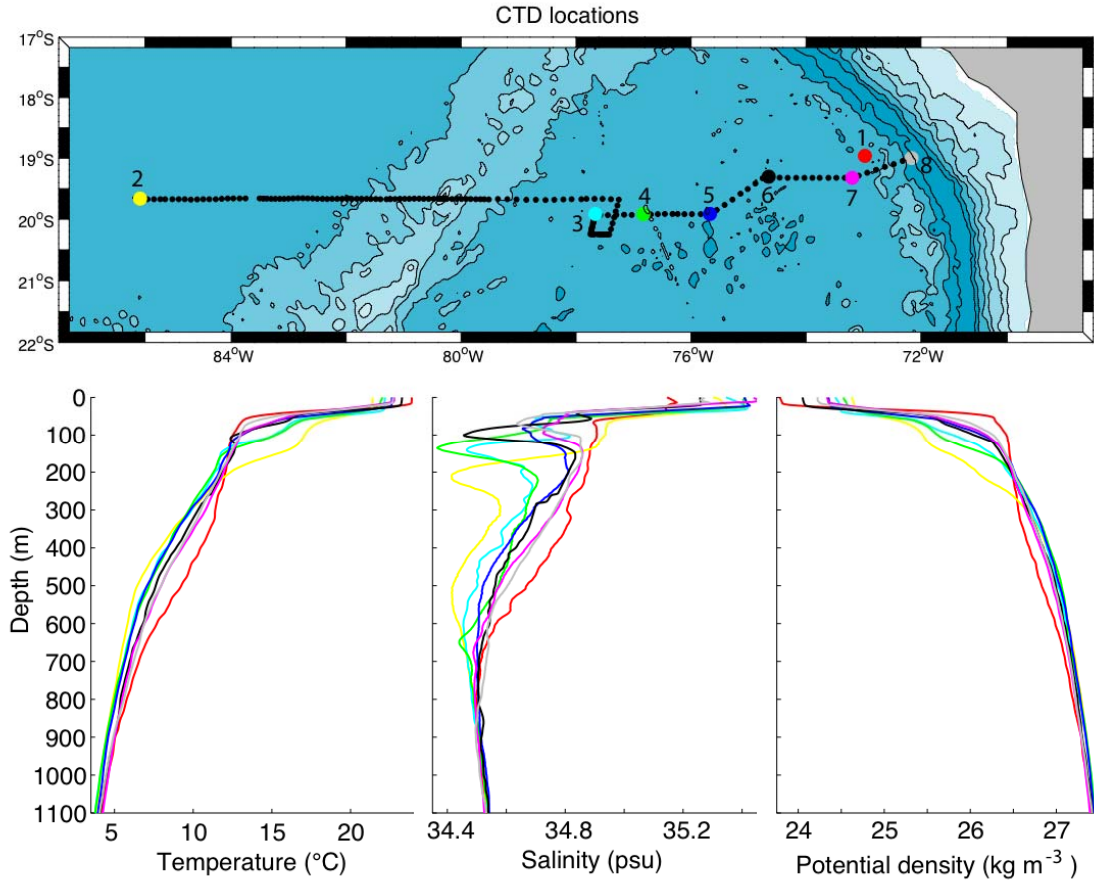 CTD locations
17°S
18°S
19°S
20°S
21°S
22°S
84°W
80°W
76°W
72°W
1
2
3
4
5
6
7
8
0
100
200
300
400
500
600
700
800
900
1000
1100
Depth (m)
5
10
15
20
Temperature (°C)
34.4
34.8
35.2
Salinity (psu)
24
25
26
27
Potential density (kg m⁻³ )